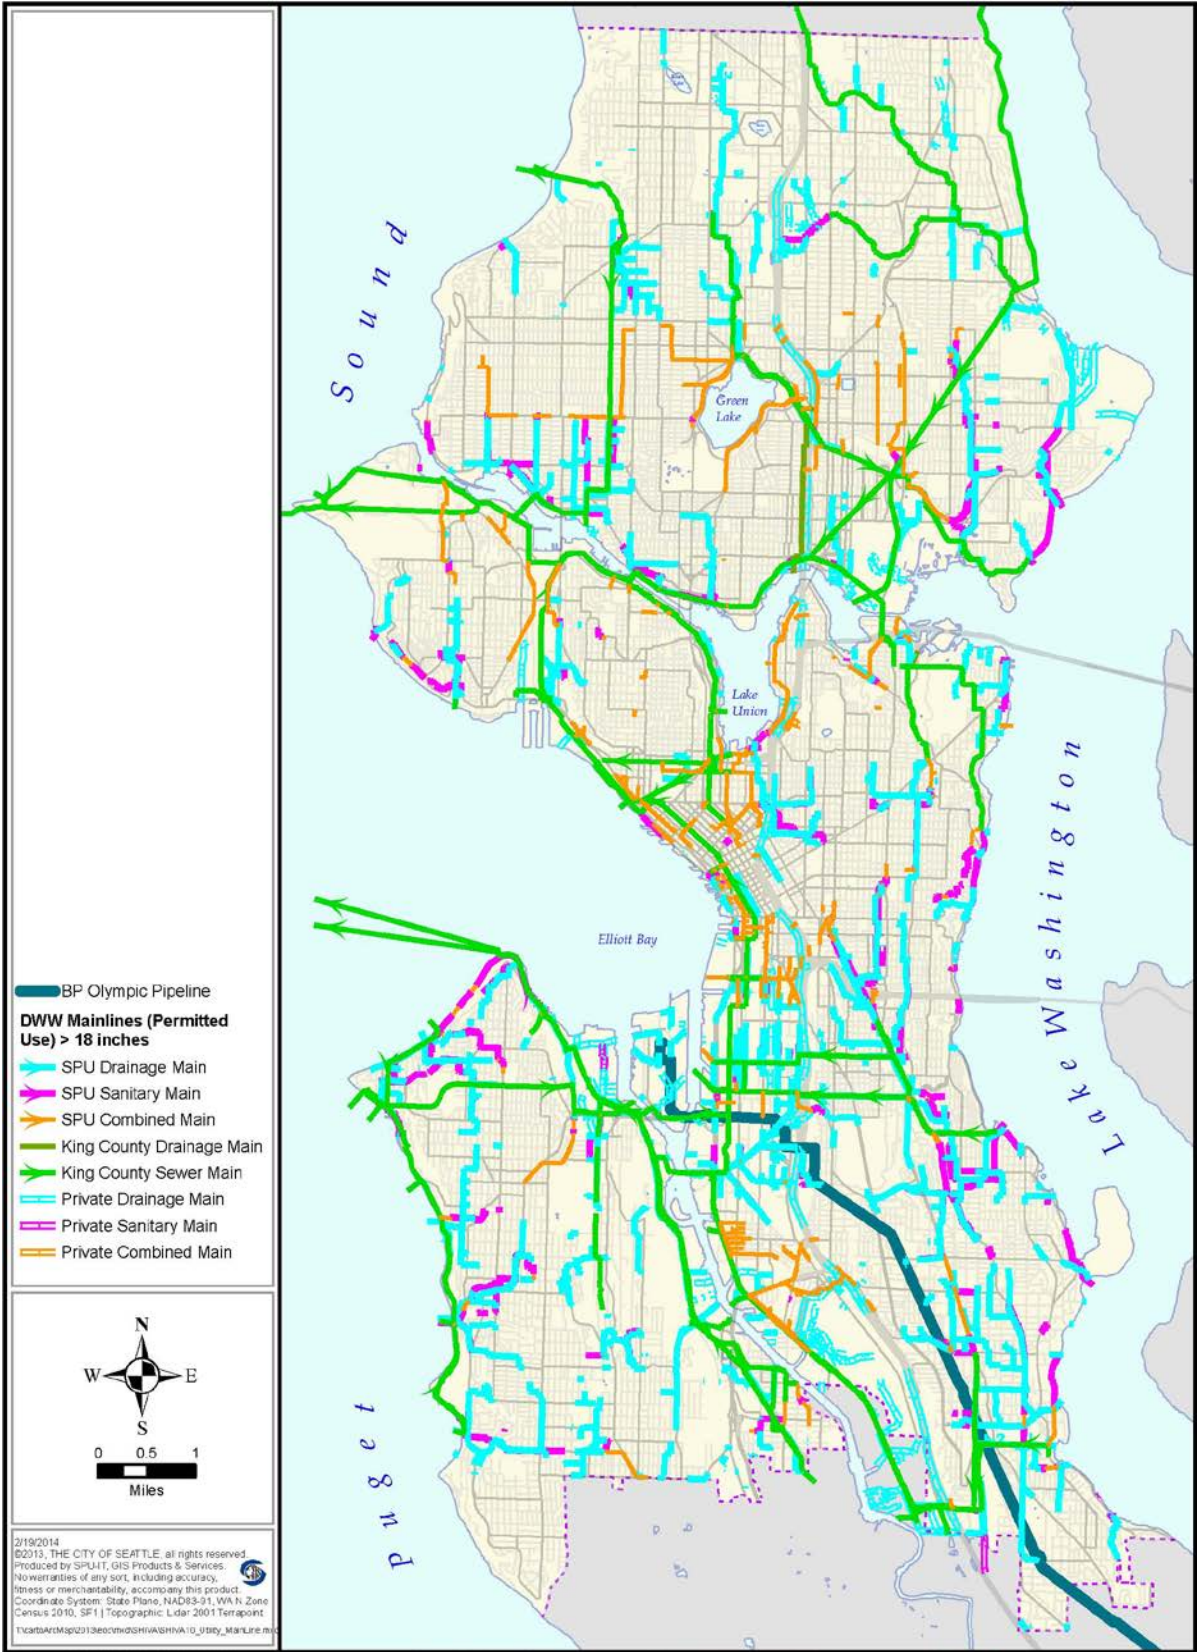 BP Olympic Pipeline
DWW Mainlines (Permitted
Use) > 18 inches
SPU Drainage Main
SPU Sanitary Main
SPU Combined Main
King County Drainage Main
King County Sewer Main
Private Drainage Main
Private Sanitary Main
Private Combined Main
N
W E
S
0 0.5 1
Miles
2/19/2014
©2013, THE CITY OF SEATTLE, all rights reserved.
Produced by SPU-IT, GIS Products & Services.
No warranties of any sort, including accuracy,
fitness or merchantability, accompany this product.
Coordinate System: State Plane, NAD83-91, WA N Zone
Census 2010, SF1 | Topographic: Lidar 2001 Terrapoint
Sound
Green
Lake
Lake
Union
Elliott Bay
Lake Washington
Puget